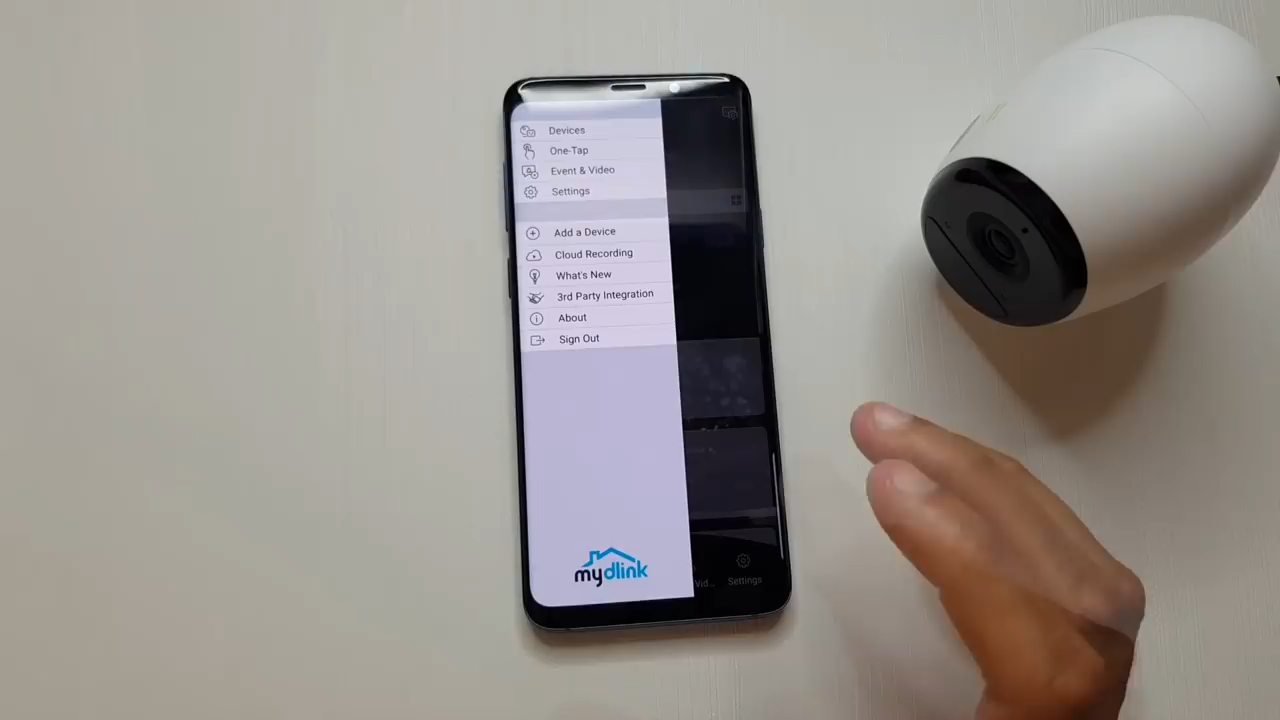 Devices
One-Tap
Event & Video
Settings
Add a Device
Cloud Recording
What's New
3rd Party Integration
About
Sign Out
mydlink
Vid...
Settings